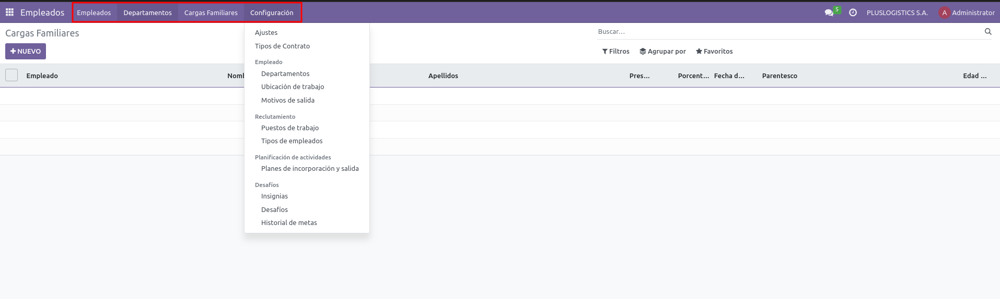 Empleados Empleados Departamentos Cargas Familiares Configuración 5 PLUSLOGISTICS S.A. A Administrator
Cargas Familiares
Buscar...
NUEVO
Filtros Agrupar por Favoritos
Empleado Apellidos Pres... Porcent... Fecha d... Parentesco Edad ...
Ajustes
Tipos de Contrato
Empleado
Departamentos
Ubicación de trabajo
Motivos de salida
Reclutamiento
Puestos de trabajo
Tipos de empleados
Planificación de actividades
Planes de incorporación y salida
Desafíos
Insignias
Desafíos
Historial de metas